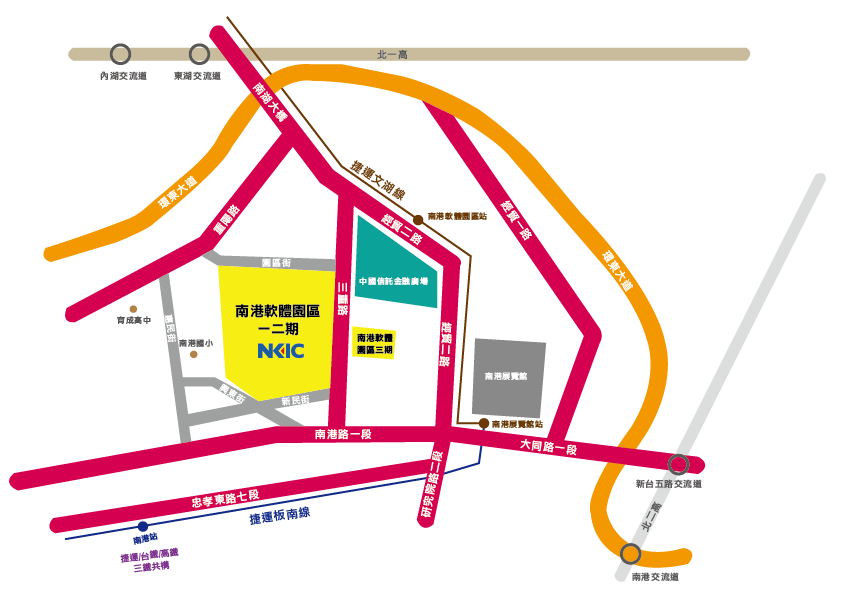 北一高
內湖交流道
東湖交流道
南湖大橋
捷運文湖線
環東大道
重陽路
經貿二路
南港軟體園區站
經貿一路
園區街
中國信託金融廣場
環東大道
三重路
南港軟體園區
一二期
NKIC
育成高中
惠民街
南港國小
經貿二路
南港軟體
園區三期
南港展覽館
興東街
新民街
南港展覽館站
南港路一段
大同路一段
新台五路交流道
研究院路二段
忠孝東路七段
捷運板南線
北二高
南港站
捷運/台鐵/高鐵
三鐵共構
南港交流道